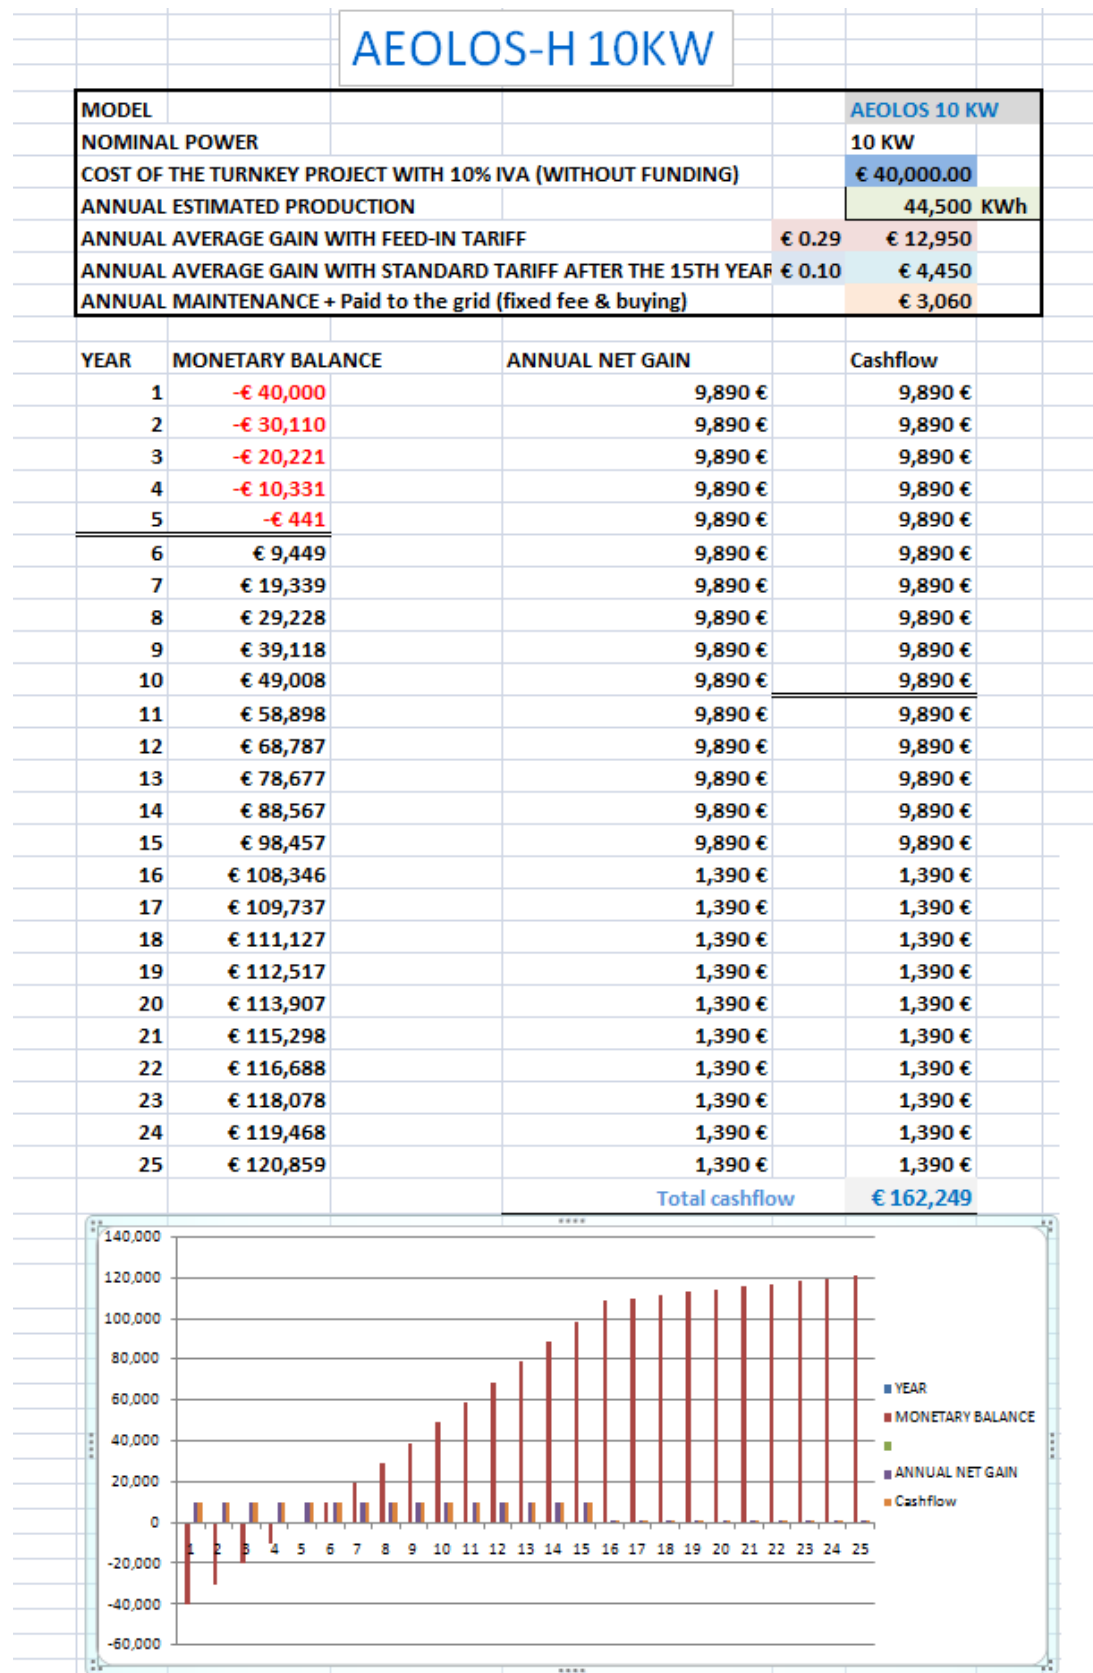 AEOLOS-H 10KW
MODEL AEOLOS 10 KW
NOMINAL POWER 10 KW
COST OF THE TURNKEY PROJECT WITH 10% IVA (WITHOUT FUNDING) € 40,000.00
ANNUAL ESTIMATED PRODUCTION 44,500 KWh
ANNUAL AVERAGE GAIN WITH FEED-IN TARIFF € 0.29 € 12,950
ANNUAL AVERAGE GAIN WITH STANDARD TARIFF AFTER THE 15TH YEAR € 0.10 € 4,450
ANNUAL MAINTENANCE + Paid to the grid (fixed fee & buying) € 3,060
YEAR MONETARY BALANCE ANNUAL NET GAIN Cashflow
1 -€ 40,000 9,890 € 9,890 €
2 -€ 30,110 9,890 € 9,890 €
3 -€ 20,221 9,890 € 9,890 €
4 -€ 10,331 9,890 € 9,890 €
5 -€ 441 9,890 € 9,890 €
6 € 9,449 9,890 € 9,890 €
7 € 19,339 9,890 € 9,890 €
8 € 29,228 9,890 € 9,890 €
9 € 39,118 9,890 € 9,890 €
10 € 49,008 9,890 € 9,890 €
11 € 58,898 9,890 € 9,890 €
12 € 68,787 9,890 € 9,890 €
13 € 78,677 9,890 € 9,890 €
14 € 88,567 9,890 € 9,890 €
15 € 98,457 9,890 € 9,890 €
16 € 108,346 1,390 € 1,390 €
17 € 109,737 1,390 € 1,390 €
18 € 111,127 1,390 € 1,390 €
19 € 112,517 1,390 € 1,390 €
20 € 113,907 1,390 € 1,390 €
21 € 115,298 1,390 € 1,390 €
22 € 116,688 1,390 € 1,390 €
23 € 118,078 1,390 € 1,390 €
24 € 119,468 1,390 € 1,390 €
25 € 120,859 1,390 € 1,390 €
Total cashflow € 162,249
140,000
120,000
100,000
80,000
60,000
40,000
20,000
0
-20,000
-40,000
-60,000
1 2 3 4 5 6 7 8 9 10 11 12 13 14 15 16 17 18 19 20 21 22 23 24 25
YEAR
MONETARY BALANCE
ANNUAL NET GAIN
Cashflow